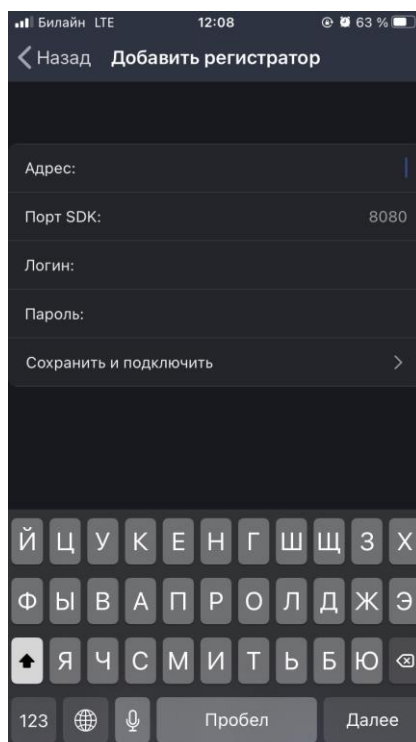 Билайн LTE 12:08 63 %
Назад Добавить регистратор
Адрес:
Порт SDK: 8080
Логин:
Пароль:
Сохранить и подключить
Й Ц У К Е Н Г Ш Щ З Х
Ф Ы В А П Р О Л Д Ж Э
Я Ч С М И Т Ь Б Ю
123 Пробел Далее